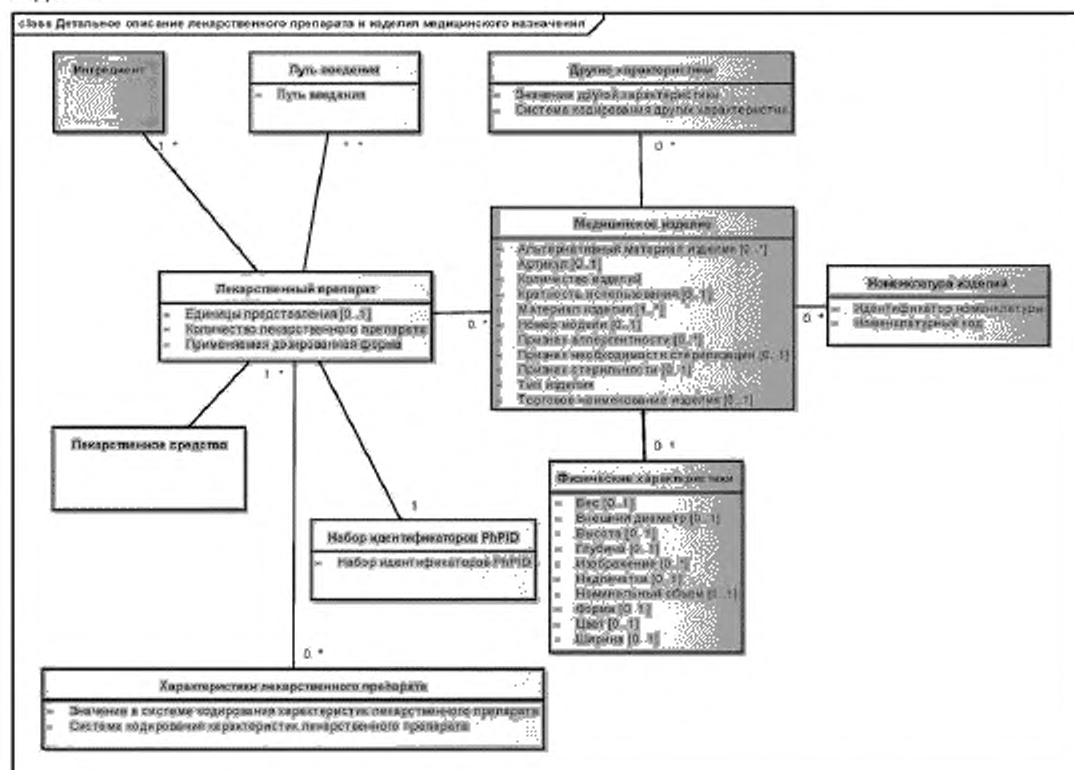 class Детальное описание лекарственного препарата и изделия медицинского назначения
Ингредиент
Путь введения
Путь введения
Другие характеристики
Значение другой характеристики
Система кодирования других характеристик
1..*
1..*
0..*
Медицинское изделие
Альтернативный материал изделия [0..*]
Артикул [0..1]
Количество изделий
Кратность использования [0..1]
Материал изделия [1..*]
Номер модели [0..1]
Признак аллергентности [0..*]
Признак необходимости стерилизации [0..1]
Признак стерильности [0..1]
Тип изделия
Торговое наименование изделия [0..1]
Номенклатура изделий
Идентификатор номенклатуры
Номенклатурный код
0..*
Лекарственный препарат
Единицы представления [0..1]
Количество лекарственного препарата
Применяемая дозированная форма
0..*
1..*
Лекарственное средство
0..1
Физические характеристики
Вес [0..1]
Внешний диаметр [0..1]
Высота [0..1]
Глубина [0..1]
Изображение [0..*]
Надпечатка [0..*]
Номинальный объем [0..1]
Форма [0..1]
Цвет [0..1]
Ширина [0..1]
1
Набор идентификаторов PhPID
Набор идентификаторов PhPID
0..*
Характеристики лекарственного препарата
Значение в системе кодирования характеристик лекарственного препарата
Система кодирования характеристик лекарственного препарата